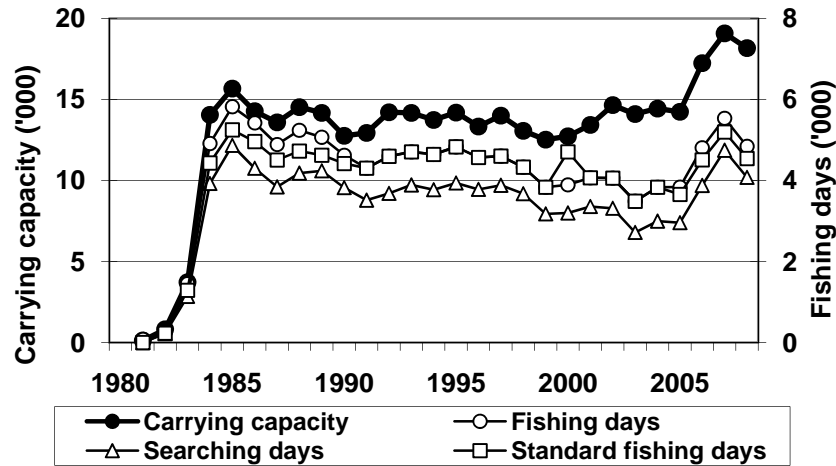 Carrying capacity ('000)
20
15
10
5
0
8
6
4
2
0
Fishing days ('000)
1980 1985 1990 1995 2000 2005
Carrying capacity Fishing days
Searching days Standard fishing days